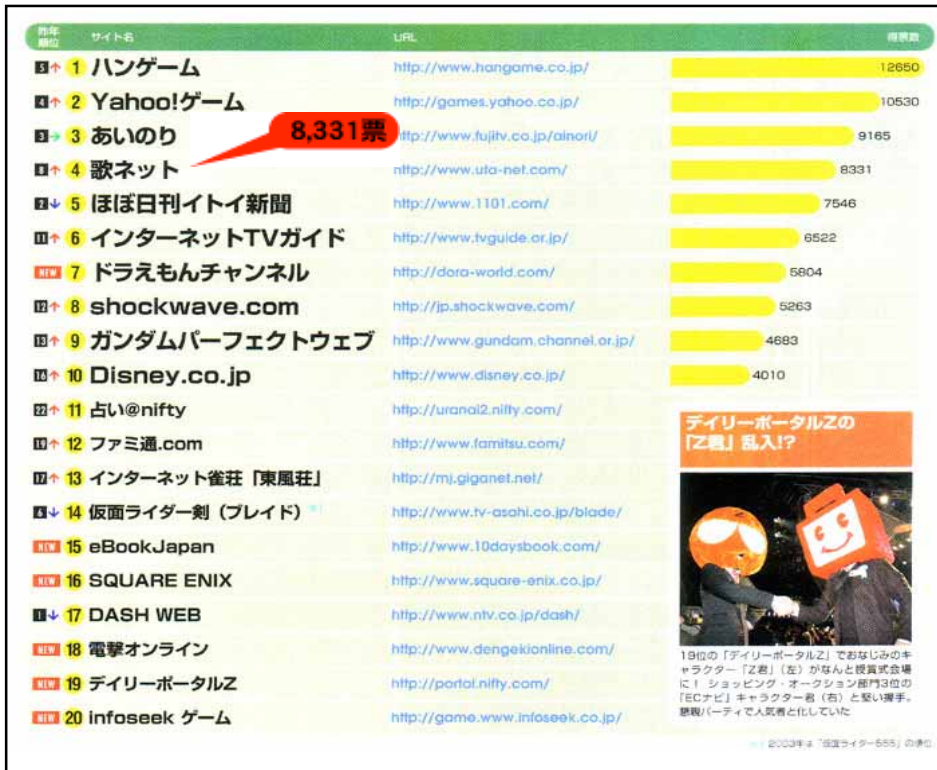 昨年順位 サイト名 URL 得票数
5↑ 1 ハンゲーム http://www.hangame.co.jp/ 12650
4↑ 2 Yahoo!ゲーム http://games.yahoo.co.jp/ 10530
3→ 3 あいのり http://www.fujitv.co.jp/ainori/ 9165
8,331票
8↑ 4 歌ネット http://www.uta-net.com/ 8331
2↓ 5 ほぼ日刊イトイ新聞 http://www.1101.com/ 7546
11↑ 6 インターネットTVガイド http://www.tvguide.or.jp/ 6522
NEW 7 ドラえもんチャンネル http://dora-world.com/ 5804
12↑ 8 shockwave.com http://jp.shockwave.com/ 5263
13↑ 9 ガンダムパーフェクトウェブ http://www.gundam.channel.or.jp/ 4683
16↑ 10 Disney.co.jp http://www.disney.co.jp/ 4010
22↑ 11 占い@nifty http://uranai2.nifty.com/
19↑ 12 ファミ通.com http://www.famitsu.com/
17↑ 13 インターネット雀荘「東風荘」 http://mj.giganet.net/
6↓ 14 仮面ライダー剣（ブレイド） http://www.tv-asahi.co.jp/blade/
NEW 15 eBookJapan http://www.10daysbook.com/
NEW 16 SQUARE ENIX http://www.square-enix.co.jp/
1↓ 17 DASH WEB http://www.ntv.co.jp/dash/
NEW 18 電撃オンライン http://www.dengekionline.com/
NEW 19 デイリーポータルZ http://portal.nifty.com/
NEW 20 infoseek ゲーム http://game.www.infoseek.co.jp/
デイリーポータルZの
「Z君」乱入!?
19位の「デイリーポータルZ」でおなじみのキ
ャラクター「Z君」（左）がなんと授賞式会場
に！ ショッピング・オークション部門3位の
「ECナビ」キャラクター君（右）と堅い握手。
懇親パーティで人気者と化していた
2003年は「仮面ライダー555」の順位